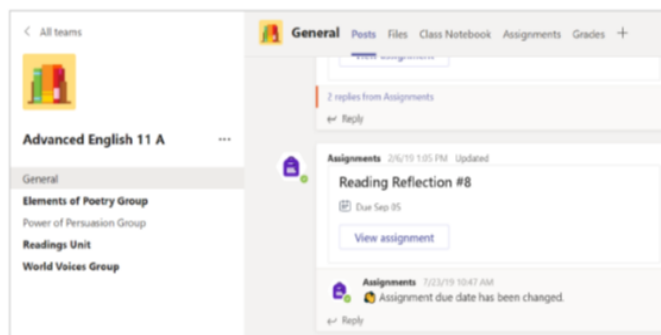 < All teams
Advanced English 11 A ...
General
Elements of Poetry Group
Power of Persuasion Group
Readings Unit
World Voices Group
General Posts Files Class Notebook Assignments Grades +
View assignment
2 replies from Assignments
Reply
Assignments 2/6/19 1:05 PM Updated
Reading Reflection #8
Due Sep 05
View assignment
Assignments 7/23/19 10:47 AM
Assignment due date has been changed.
Reply